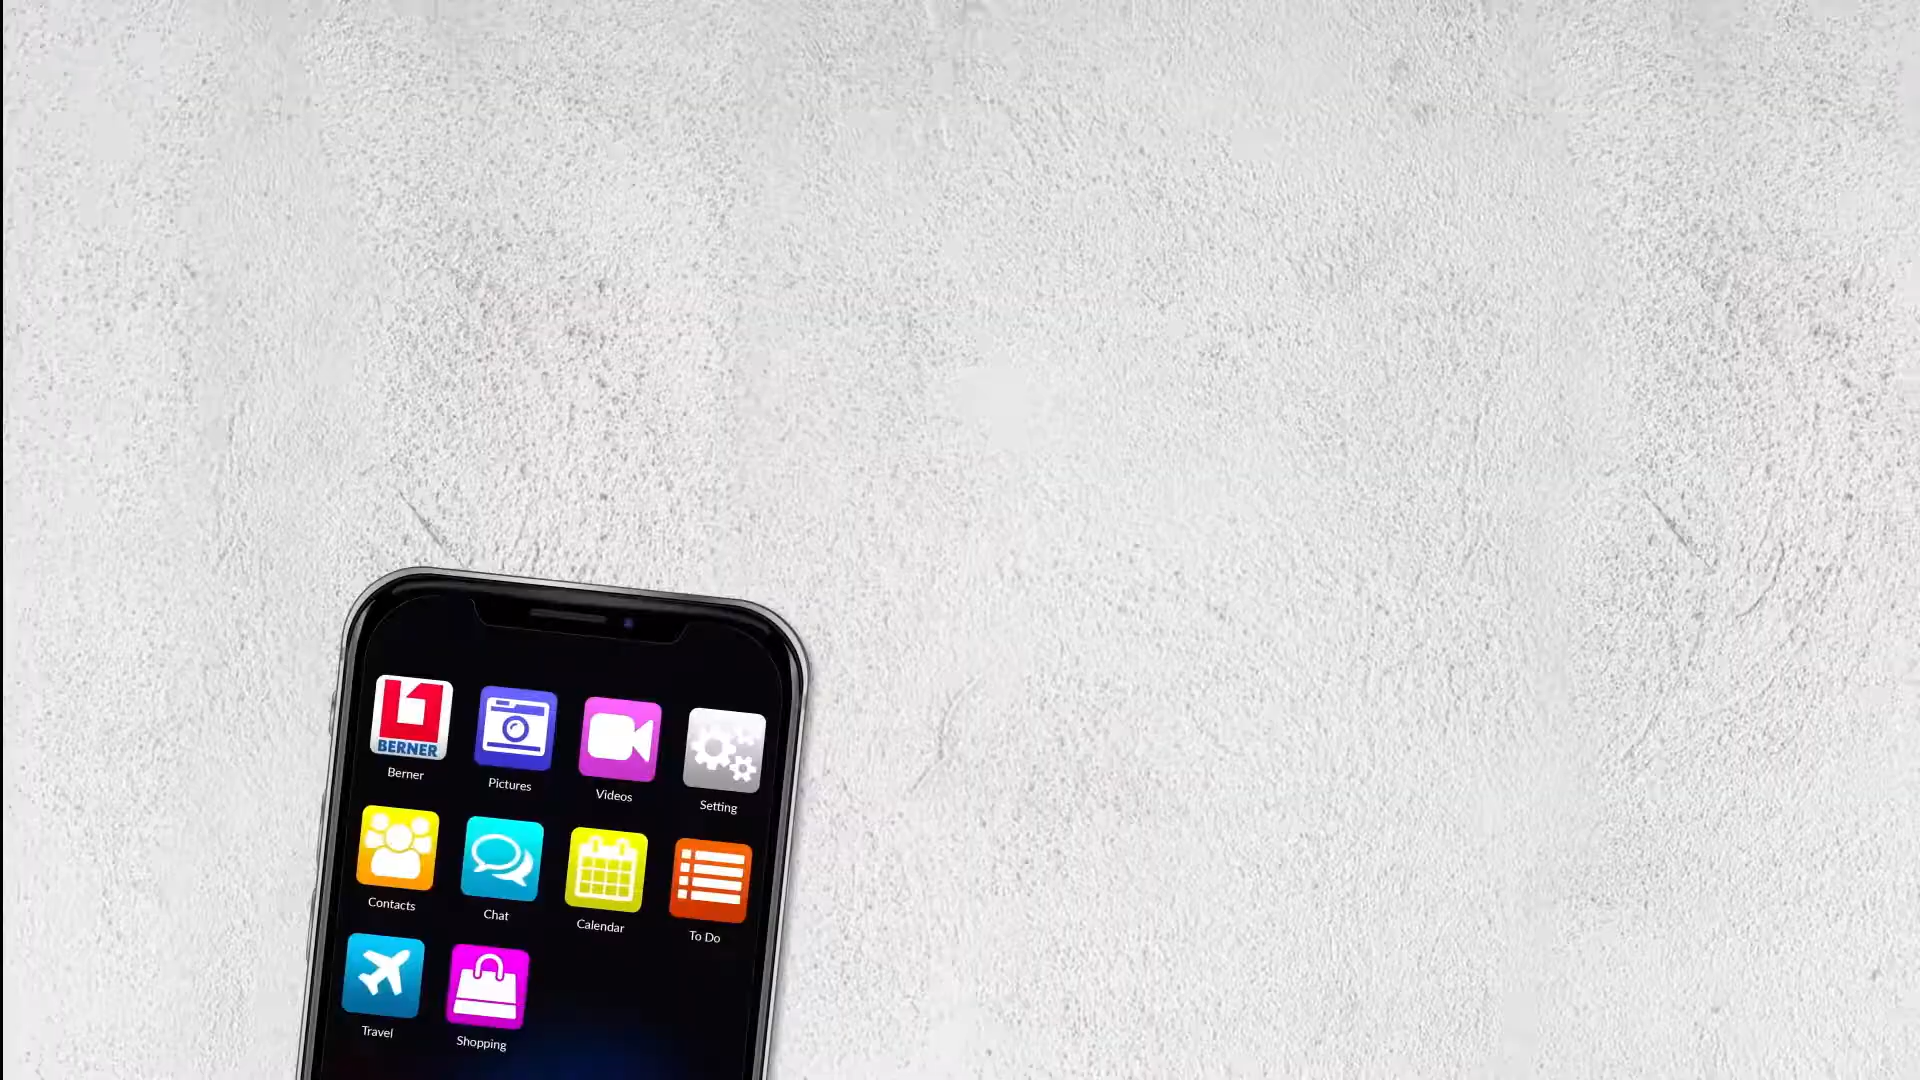 BERNER
Berner
Pictures
Videos
Setting
Contacts
Chat
Calendar
To Do
Travel
Shopping